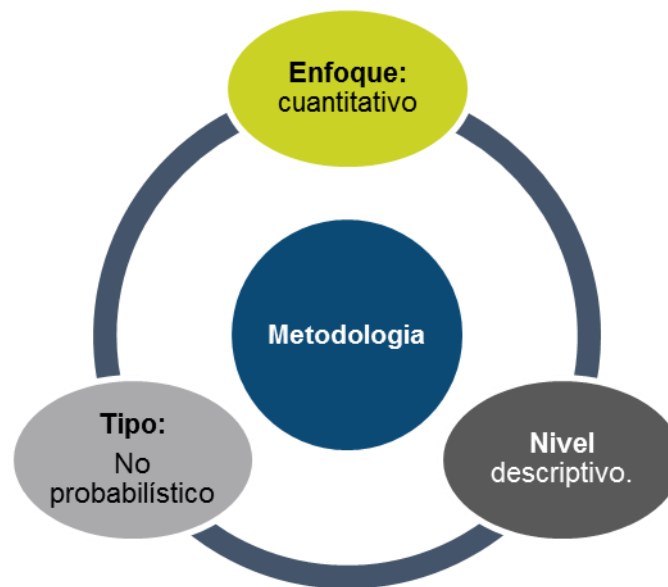 Enfoque:
cuantitativo
Metodologia
Tipo:
No
probabilístico
Nivel
descriptivo.